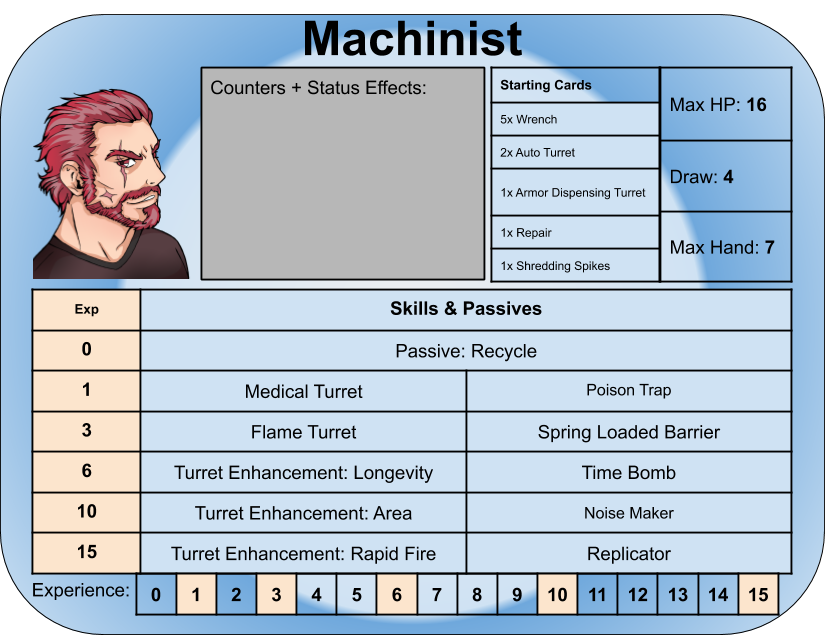 Machinist
Counters + Status Effects:
Starting Cards
5x Wrench
2x Auto Turret
1x Armor Dispensing Turret
1x Repair
1x Shredding Spikes
Max HP: 16
Draw: 4
Max Hand: 7
Exp
Skills & Passives
0
Passive: Recycle
1
Medical Turret
Poison Trap
3
Flame Turret
Spring Loaded Barrier
6
Turret Enhancement: Longevity
Time Bomb
10
Turret Enhancement: Area
Noise Maker
15
Turret Enhancement: Rapid Fire
Replicator
Experience: 0 1 2 3 4 5 6 7 8 9 10 11 12 13 14 15